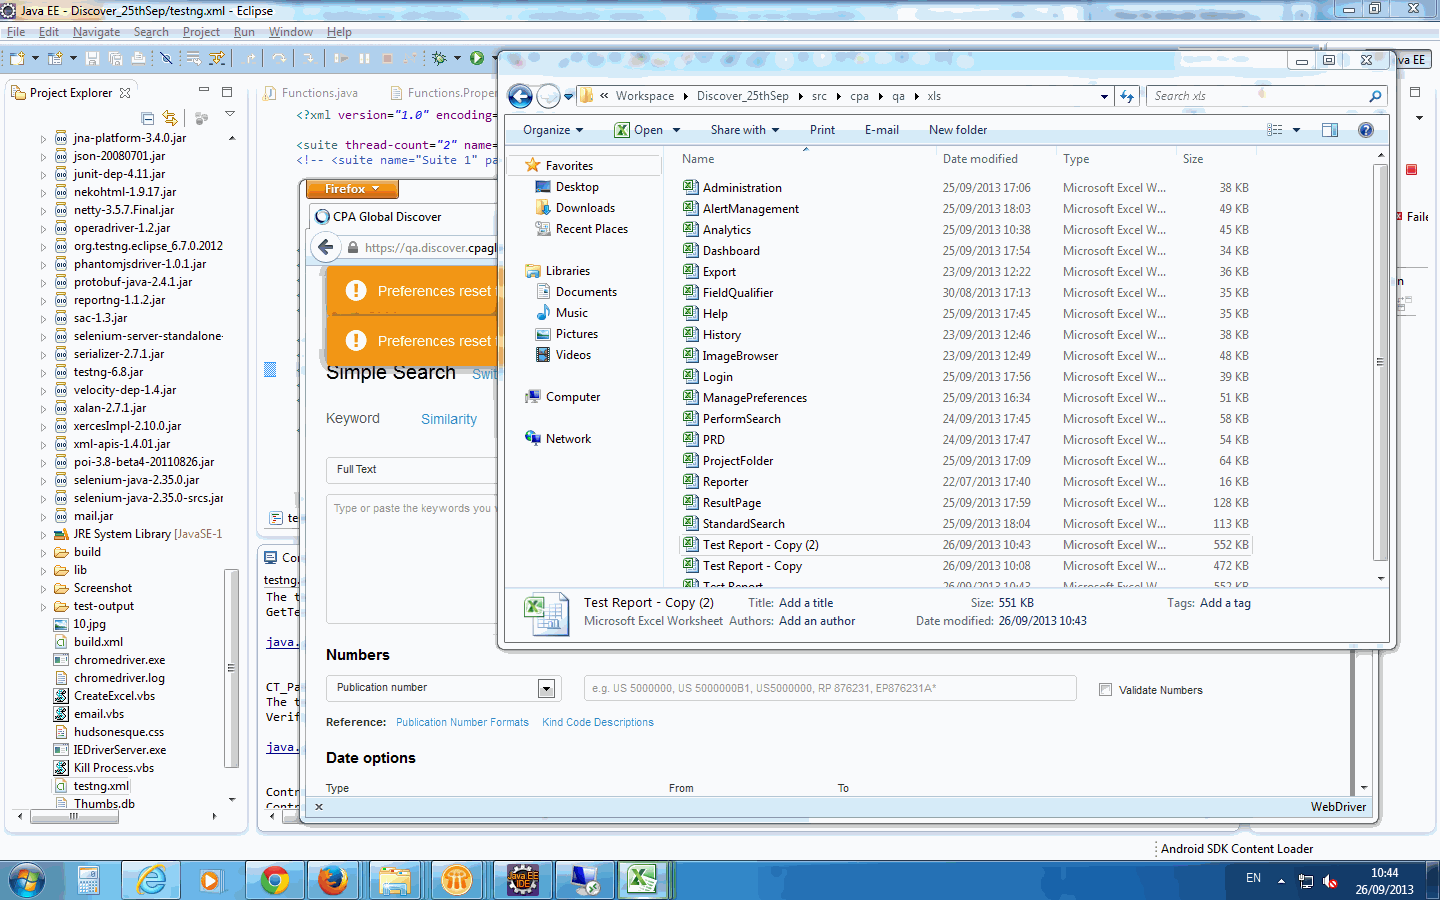 Java EE - Discover_25thSep/testng.xml - Eclipse
File Edit Navigate Search Project Run Window Help
Project Explorer
jna-platform-3.4.0.jar
json-20080701.jar
junit-dep-4.11.jar
nekohtml-1.9.17.jar
netty-3.5.7.Final.jar
operadriver-1.2.jar
org.testng.eclipse_6.7.0.2012
phantomjsdriver-1.0.1.jar
protobuf-java-2.4.1.jar
reportng-1.1.2.jar
sac-1.3.jar
selenium-server-standalone-
serializer-2.7.1.jar
testng-6.8.jar
velocity-dep-1.4.jar
xalan-2.7.1.jar
xercesImpl-2.10.0.jar
xml-apis-1.4.01.jar
poi-3.8-beta4-20110826.jar
selenium-java-2.35.0.jar
selenium-java-2.35.0-srcs.jar
mail.jar
JRE System Library [JavaSE-1
build
lib
Screenshot
test-output
10.jpg
build.xml
chromedriver.exe
chromedriver.log
CreateExcel.vbs
email.vbs
hudsonesque.css
IEDriverServer.exe
Kill Process.vbs
testng.xml
Thumbs.db
Functions.java Functions.Proper
<?xml version="1.0" encoding=
<suite thread-count="2" name=
<!-- <suite name="Suite 1" pa
te
Co
testng.
The t
GetTe
java.
CT_Pa
The t
Verif
java.
Contr
Contr
Firefox
CPA Global Discover
https://qa.discover.cpagl
Preferences reset
Preferences reset
Simple Search Swit
Keyword Similarity
Full Text
Type or paste the keywords you v
Numbers
Publication number
e.g. US 5000000, US 5000000B1, US5000000, RP 876231, EP876231A*
Validate Numbers
Reference: Publication Number Formats Kind Code Descriptions
Date options
Type From To
WebDriver
« Workspace Discover_25thSep src cpa qa xls
Search xls
Organize Open Share with Print E-mail New folder
Favorites
Desktop
Downloads
Recent Places
Libraries
Documents
Music
Pictures
Videos
Computer
Network
Name Date modified Type Size
Administration 25/09/2013 17:06 Microsoft Excel W... 38 KB
AlertManagement 25/09/2013 18:03 Microsoft Excel W... 49 KB
Analytics 25/09/2013 10:38 Microsoft Excel W... 45 KB
Dashboard 25/09/2013 17:54 Microsoft Excel W... 34 KB
Export 23/09/2013 12:22 Microsoft Excel W... 36 KB
FieldQualifier 30/08/2013 17:13 Microsoft Excel W... 35 KB
Help 25/09/2013 17:45 Microsoft Excel W... 35 KB
History 23/09/2013 12:46 Microsoft Excel W... 38 KB
ImageBrowser 23/09/2013 12:49 Microsoft Excel W... 48 KB
Login 25/09/2013 17:56 Microsoft Excel W... 39 KB
ManagePreferences 25/09/2013 16:34 Microsoft Excel W... 51 KB
PerformSearch 24/09/2013 17:45 Microsoft Excel W... 58 KB
PRD 24/09/2013 17:47 Microsoft Excel W... 54 KB
ProjectFolder 25/09/2013 17:09 Microsoft Excel W... 64 KB
Reporter 22/07/2013 17:40 Microsoft Excel W... 16 KB
ResultPage 25/09/2013 17:59 Microsoft Excel W... 128 KB
StandardSearch 25/09/2013 18:04 Microsoft Excel W... 113 KB
Test Report - Copy (2) 26/09/2013 10:43 Microsoft Excel W... 552 KB
Test Report - Copy 26/09/2013 10:08 Microsoft Excel W... 472 KB
Test Report 26/09/2013 10:43 Microsoft Excel W... 552 KB
Test Report - Copy (2) Title: Add a title Size: 551 KB Tags: Add a tag
Microsoft Excel Worksheet Authors: Add an author Date modified: 26/09/2013 10:43
va EE
Faile
n
Android SDK Content Loader
Java EE
IDE
EN
10:44
26/09/2013